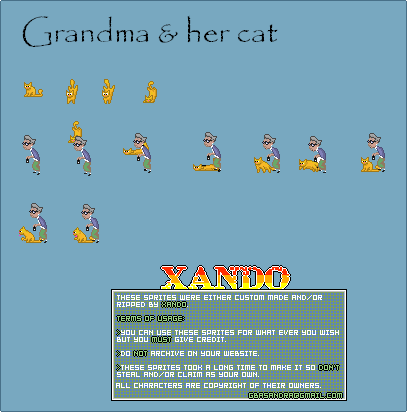 Grandma & her cat
XANDO
THESE SPRITES WERE EITHER CUSTOM MADE AND/OR
RIPPED BY XANDO.
TERMS OF USAGE:
>YOU CAN USE THESE SPRITES FOR WHAT EVER YOU WISH
BUT YOU MUST GIVE CREDIT.
>DO NOT ARCHIVE ON YOUR WEBSITE.
>THESE SPRITES TOOK A LONG TIME TO MAKE IT SO DON'T
STEAL AND/OR CLAIM AS YOUR OWN.
ALL CHARACTERS ARE COPYRIGHT OF THEIR OWNERS.
GBASANDRA@GMAIL.COM